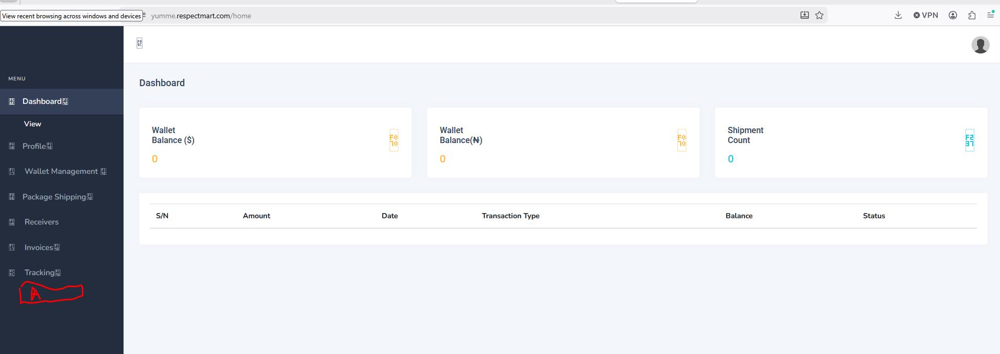 View recent browsing across windows and devices
yumme.respectmart.com/home
VPN
MENU
Dashboard
View
Profile
Wallet Management
Package Shipping
Receivers
Invoices
Tracking
A
Dashboard
Wallet
Balance ($)
0
Wallet
Balance(₦)
0
Shipment
Count
0
S/N Amount Date Transaction Type Balance Status